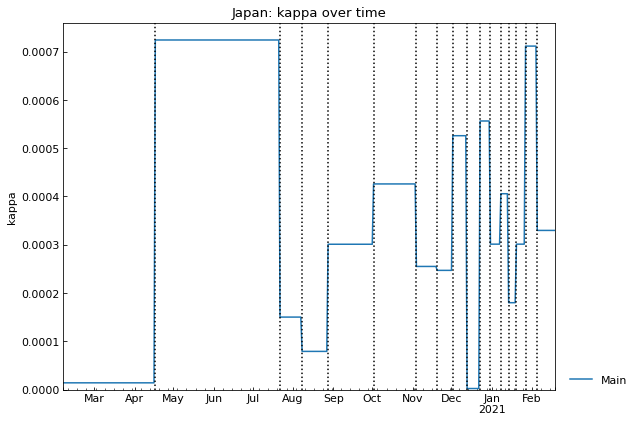 Japan: kappa over time
0.0007
0.0006
0.0005
0.0004
0.0003
0.0002
0.0001
0.0000
kappa
Mar Apr May Jun Jul Aug Sep Oct Nov Dec Jan Feb
2021
Main